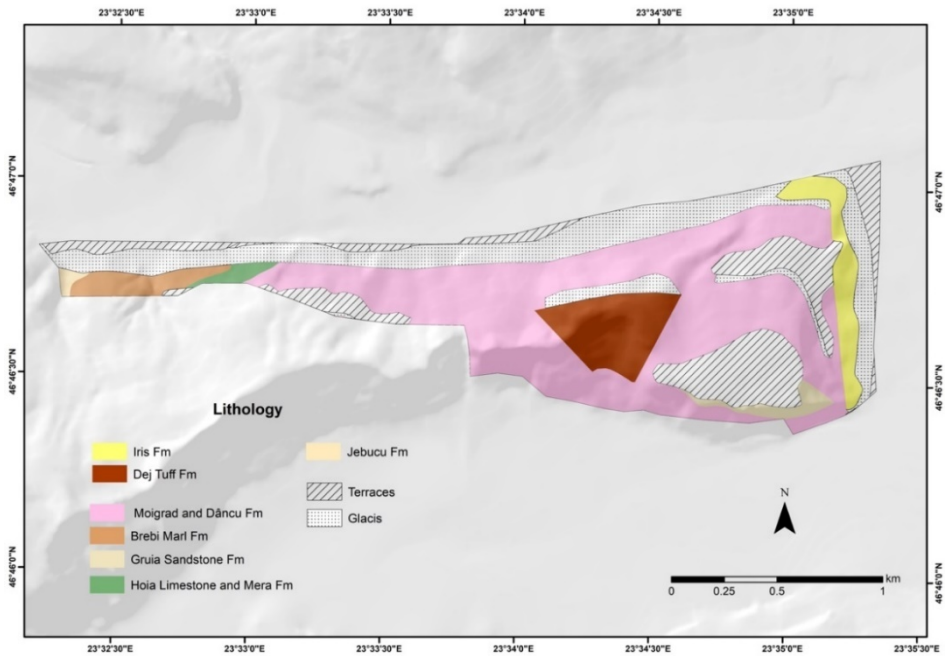 23°32'30"E 23°33'0"E 23°33'30"E 23°34'0"E 23°34'30"E 23°35'0"E
46°47'0"N
46°47'0"N
46°46'30"N
46°46'30"N
46°46'0"N
46°46'0"N
Lithology
Iris Fm
Dej Tuff Fm
Moigrad and Dâncu Fm
Brebi Marl Fm
Gruia Sandstone Fm
Hoia Limestone and Mera Fm
Jebucu Fm
Terraces
Glacis
N
km
0 0.25 0.5 1
23°32'30"E 23°33'0"E 23°33'30"E 23°34'0"E 23°34'30"E 23°35'0"E 23°35'30"E